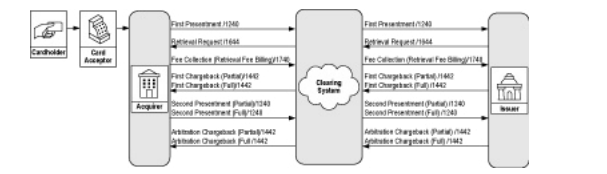 First Presentment /1240
First Presentment /1240
Retrieval Request /1644
Retrieval Request /1644
Fee Collection (Retrieval Fee Billing)/1740
Fee Collection (Retrieval Fee Billing)/1740
Cardholder
Card
Acceptor
First Chargeback (Partial)/1442
First Chargeback (Full)/1442
Clearing
System
First Chargeback (Partial) /1442
First Chargeback (Full) /1442
Acquirer
Issuer
Second Presentment (Partial)/1240
Second Presentment (Full)/1240
Second Presentment (Partial) /1240
Second Presentment (Full) /1240
Arbitration Chargeback (Partial)/1442
Arbitration Chargeback (Full /1442
Arbitration Chargeback (Partial) /1442
Arbitration Chargeback (Full) /1442